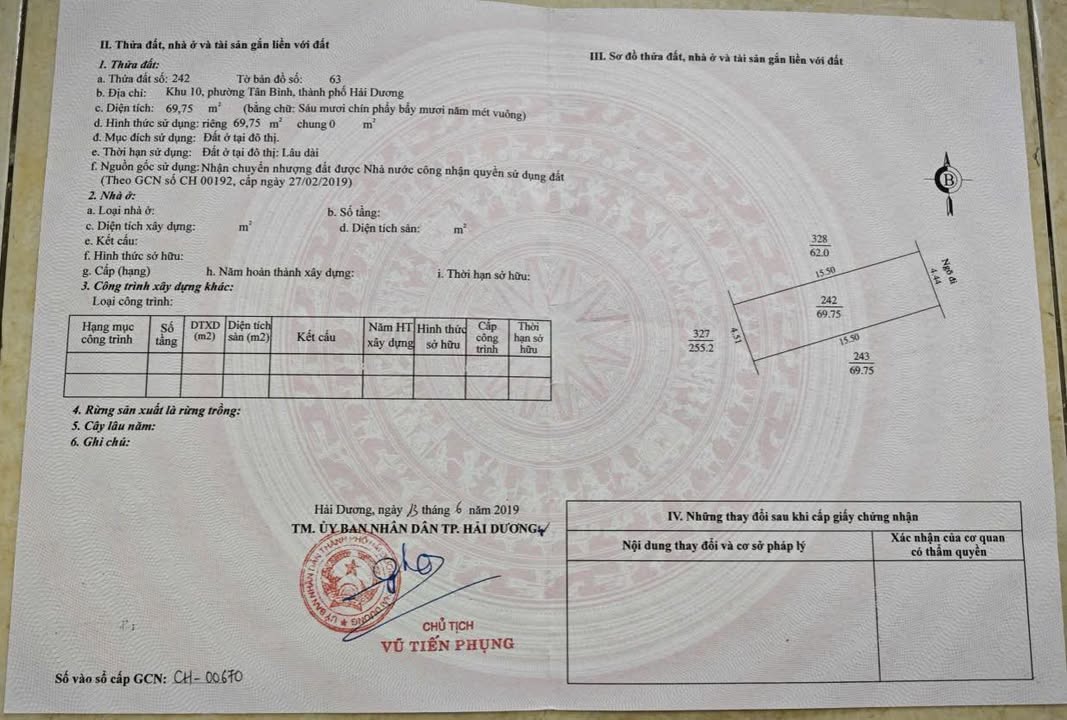 II. Thửa đất, nhà ở và tài sản gắn liền với đất
1. Thửa đất:
a. Thửa đất số: 242 Tờ bản đồ số: 63
b. Địa chỉ: Khu 10, phường Tân Bình, thành phố Hải Dương
c. Diện tích: 69,75 m² (bằng chữ: Sáu mươi chín phẩy bẩy mươi năm mét vuông)
d. Hình thức sử dụng: riêng 69,75 m² chung 0 m²
đ. Mục đích sử dụng: Đất ở tại đô thị.
e. Thời hạn sử dụng: Đất ở tại đô thị: Lâu dài
f. Nguồn gốc sử dụng: Nhận chuyển nhượng đất được Nhà nước công nhận quyền sử dụng đất
(Theo GCN số CH 00192, cấp ngày 27/02/2019)
2. Nhà ở:
a. Loại nhà ở: b. Số tầng:
c. Diện tích xây dựng: m² d. Diện tích sàn: m²
e. Kết cấu:
f. Hình thức sở hữu:
g. Cấp (hạng) h. Năm hoàn thành xây dựng: i. Thời hạn sở hữu:
3. Công trình xây dựng khác:
Loại công trình:
Hạng mục công trình Số tầng DTXD (m2) Diện tích sàn (m2) Kết cấu Năm HT xây dựng Hình thức sở hữu Cấp công trình Thời hạn sở hữu
4. Rừng sản xuất là rừng trồng:
5. Cây lâu năm:
6. Ghi chú:
Hải Dương, ngày 13 tháng 6 năm 2019
TM. ỦY BAN NHÂN DÂN TP. HẢI DƯƠNG
CHỦ TỊCH
VŨ TIẾN PHỤNG
Số vào sổ cấp GCN: CH-00670
III. Sơ đồ thửa đất, nhà ở và tài sản gắn liền với đất
B
328
62.0
15.50
Ngõ đi
4.44
242
69.75
4.51
327
255.2
15.50
243
69.75
IV. Những thay đổi sau khi cấp giấy chứng nhận
Nội dung thay đổi và cơ sở pháp lý
Xác nhận của cơ quan
có thẩm quyền